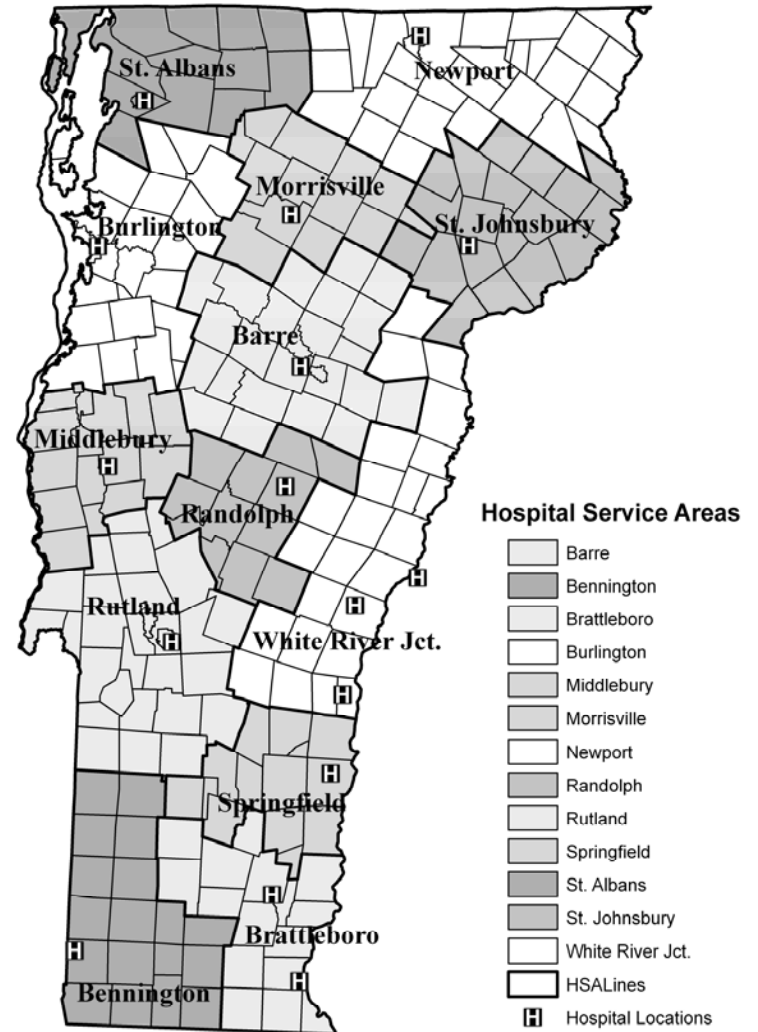 St. Albans
H
Newport
H
Morrisville
H
Burlington
H
St. Johnsbury
H
Barre
H
Middlebury
H
Randolph
H
Rutland
H
White River Jct.
H
H
H
Springfield
H
Brattleboro
H
H
Bennington
H
Hospital Service Areas
Barre
Bennington
Brattleboro
Burlington
Middlebury
Morrisville
Newport
Randolph
Rutland
Springfield
St. Albans
St. Johnsbury
White River Jct.
HSALines
H Hospital Locations